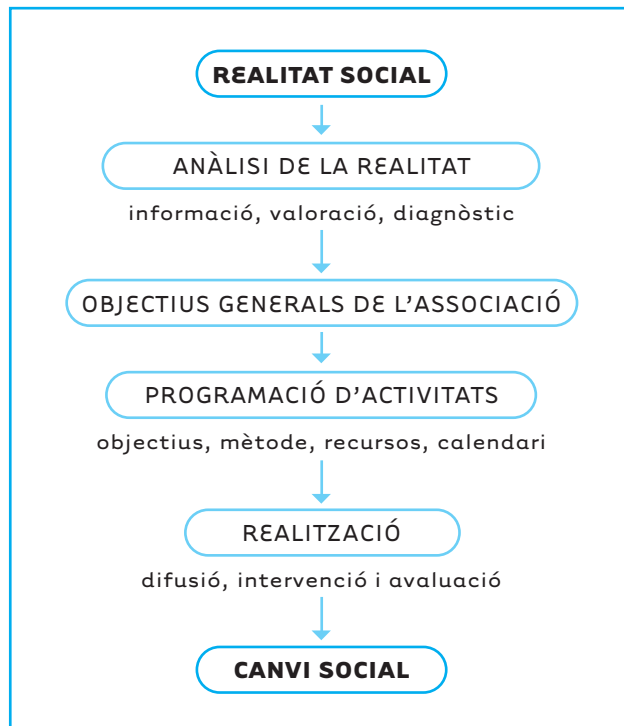 REALITAT SOCIAL
ANÀLISI DE LA REALITAT
informació, valoració, diagnòstic
OBJECTIUS GENERALS DE L'ASSOCIACIÓ
PROGRAMACIÓ D'ACTIVITATS
objectius, mètode, recursos, calendari
REALITZACIÓ
difusió, intervenció i avaluació
CANVI SOCIAL